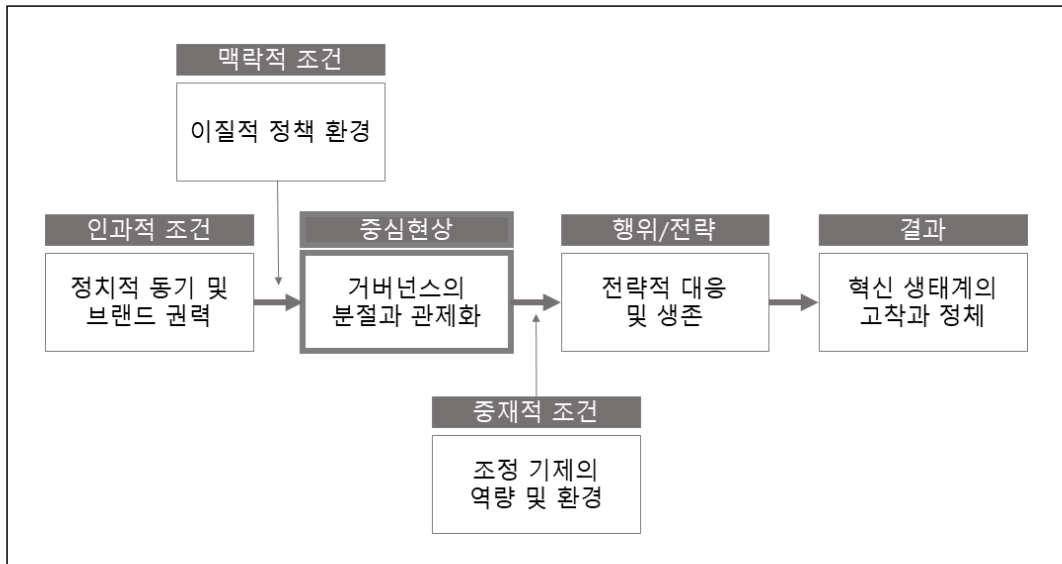 맥락적 조건
이질적 정책 환경
인과적 조건
정치적 동기 및
브랜드 권력
중심현상
거버넌스의
분절과 관제화
행위/전략
전략적 대응
및 생존
결과
혁신 생태계의
고착과 정체
중재적 조건
조정 기제의
역량 및 환경